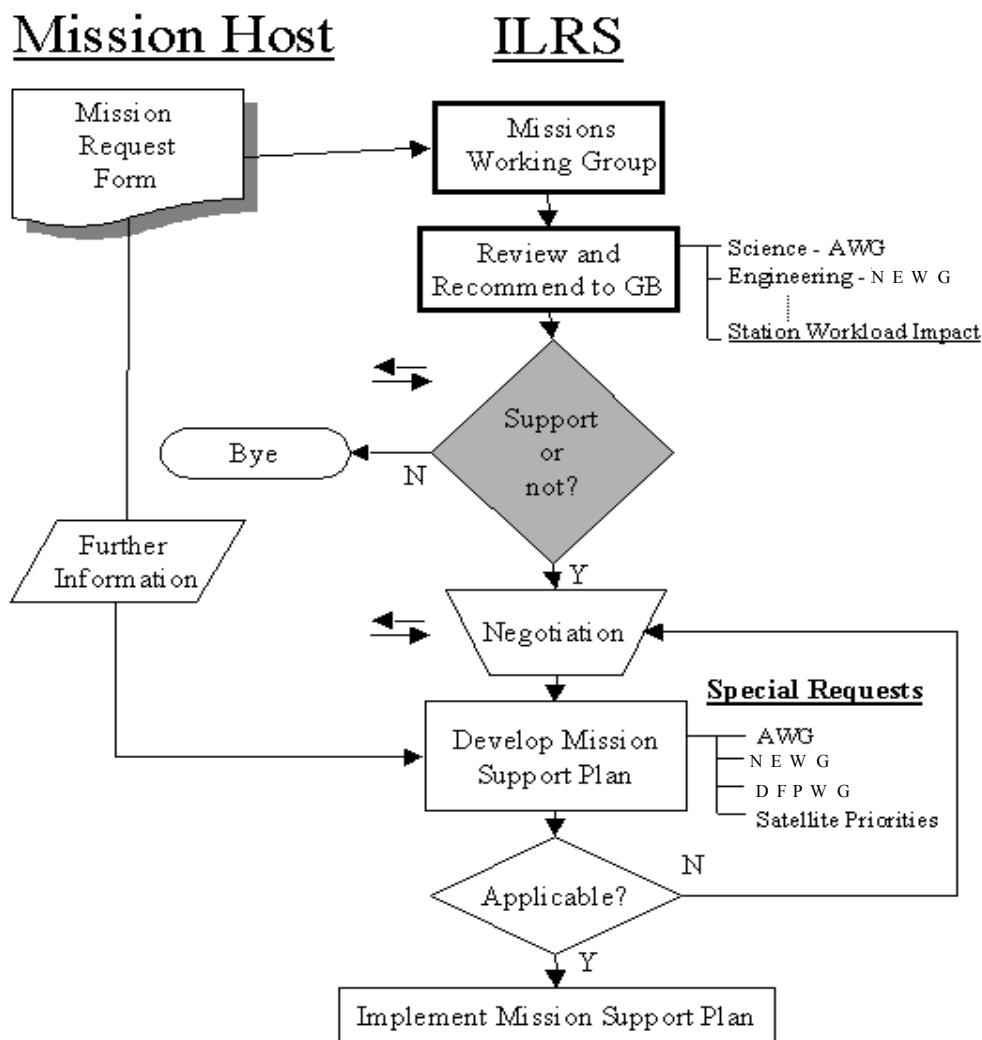 Mission Host
ILRS
Mission
Request
Form
Missions
Working Group
Review and
Recommend to GB
Science - AWG
Engineering - N E W G
Station Workload Impact
Support
or
not?
Bye
N
Further
Information
Y
Negotiation
Special Requests
Develop Mission
Support Plan
AWG
N E W G
D F P W G
Satellite Priorities
N
Applicable?
Y
Implement Mission Support Plan